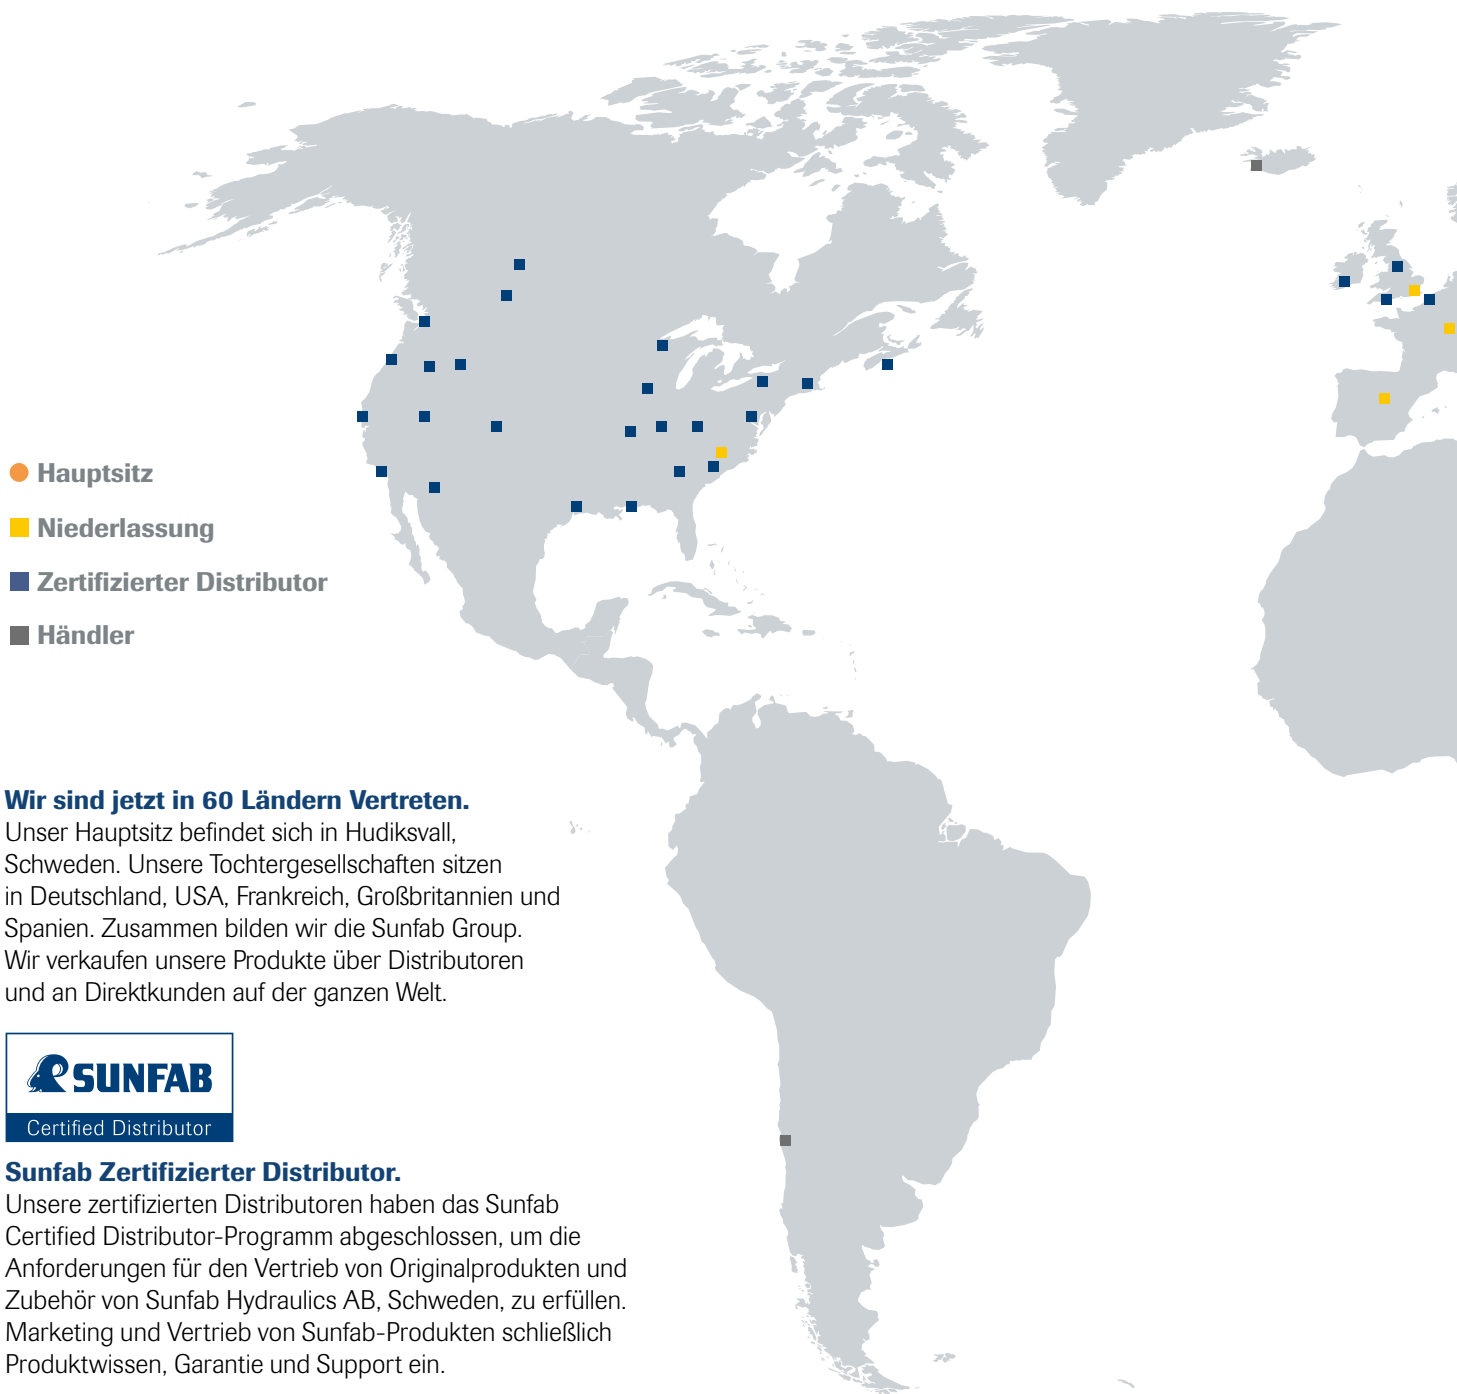 Hauptsitz
Niederlassung
Zertifizierter Distributor
Händler
Wir sind jetzt in 60 Ländern Vertreten.
Unser Hauptsitz befindet sich in Hudiksvall,
Schweden. Unsere Tochtergesellschaften sitzen
in Deutschland, USA, Frankreich, Großbritannien und
Spanien. Zusammen bilden wir die Sunfab Group.
Wir verkaufen unsere Produkte über Distributoren
und an Direktkunden auf der ganzen Welt.
SUNFAB
Certified Distributor
Sunfab Zertifizierter Distributor.
Unsere zertifizierten Distributoren haben das Sunfab
Certified Distributor-Programm abgeschlossen, um die
Anforderungen für den Vertrieb von Originalprodukten und
Zubehör von Sunfab Hydraulics AB, Schweden, zu erfüllen.
Marketing und Vertrieb von Sunfab-Produkten schließlich
Produktwissen, Garantie und Support ein.